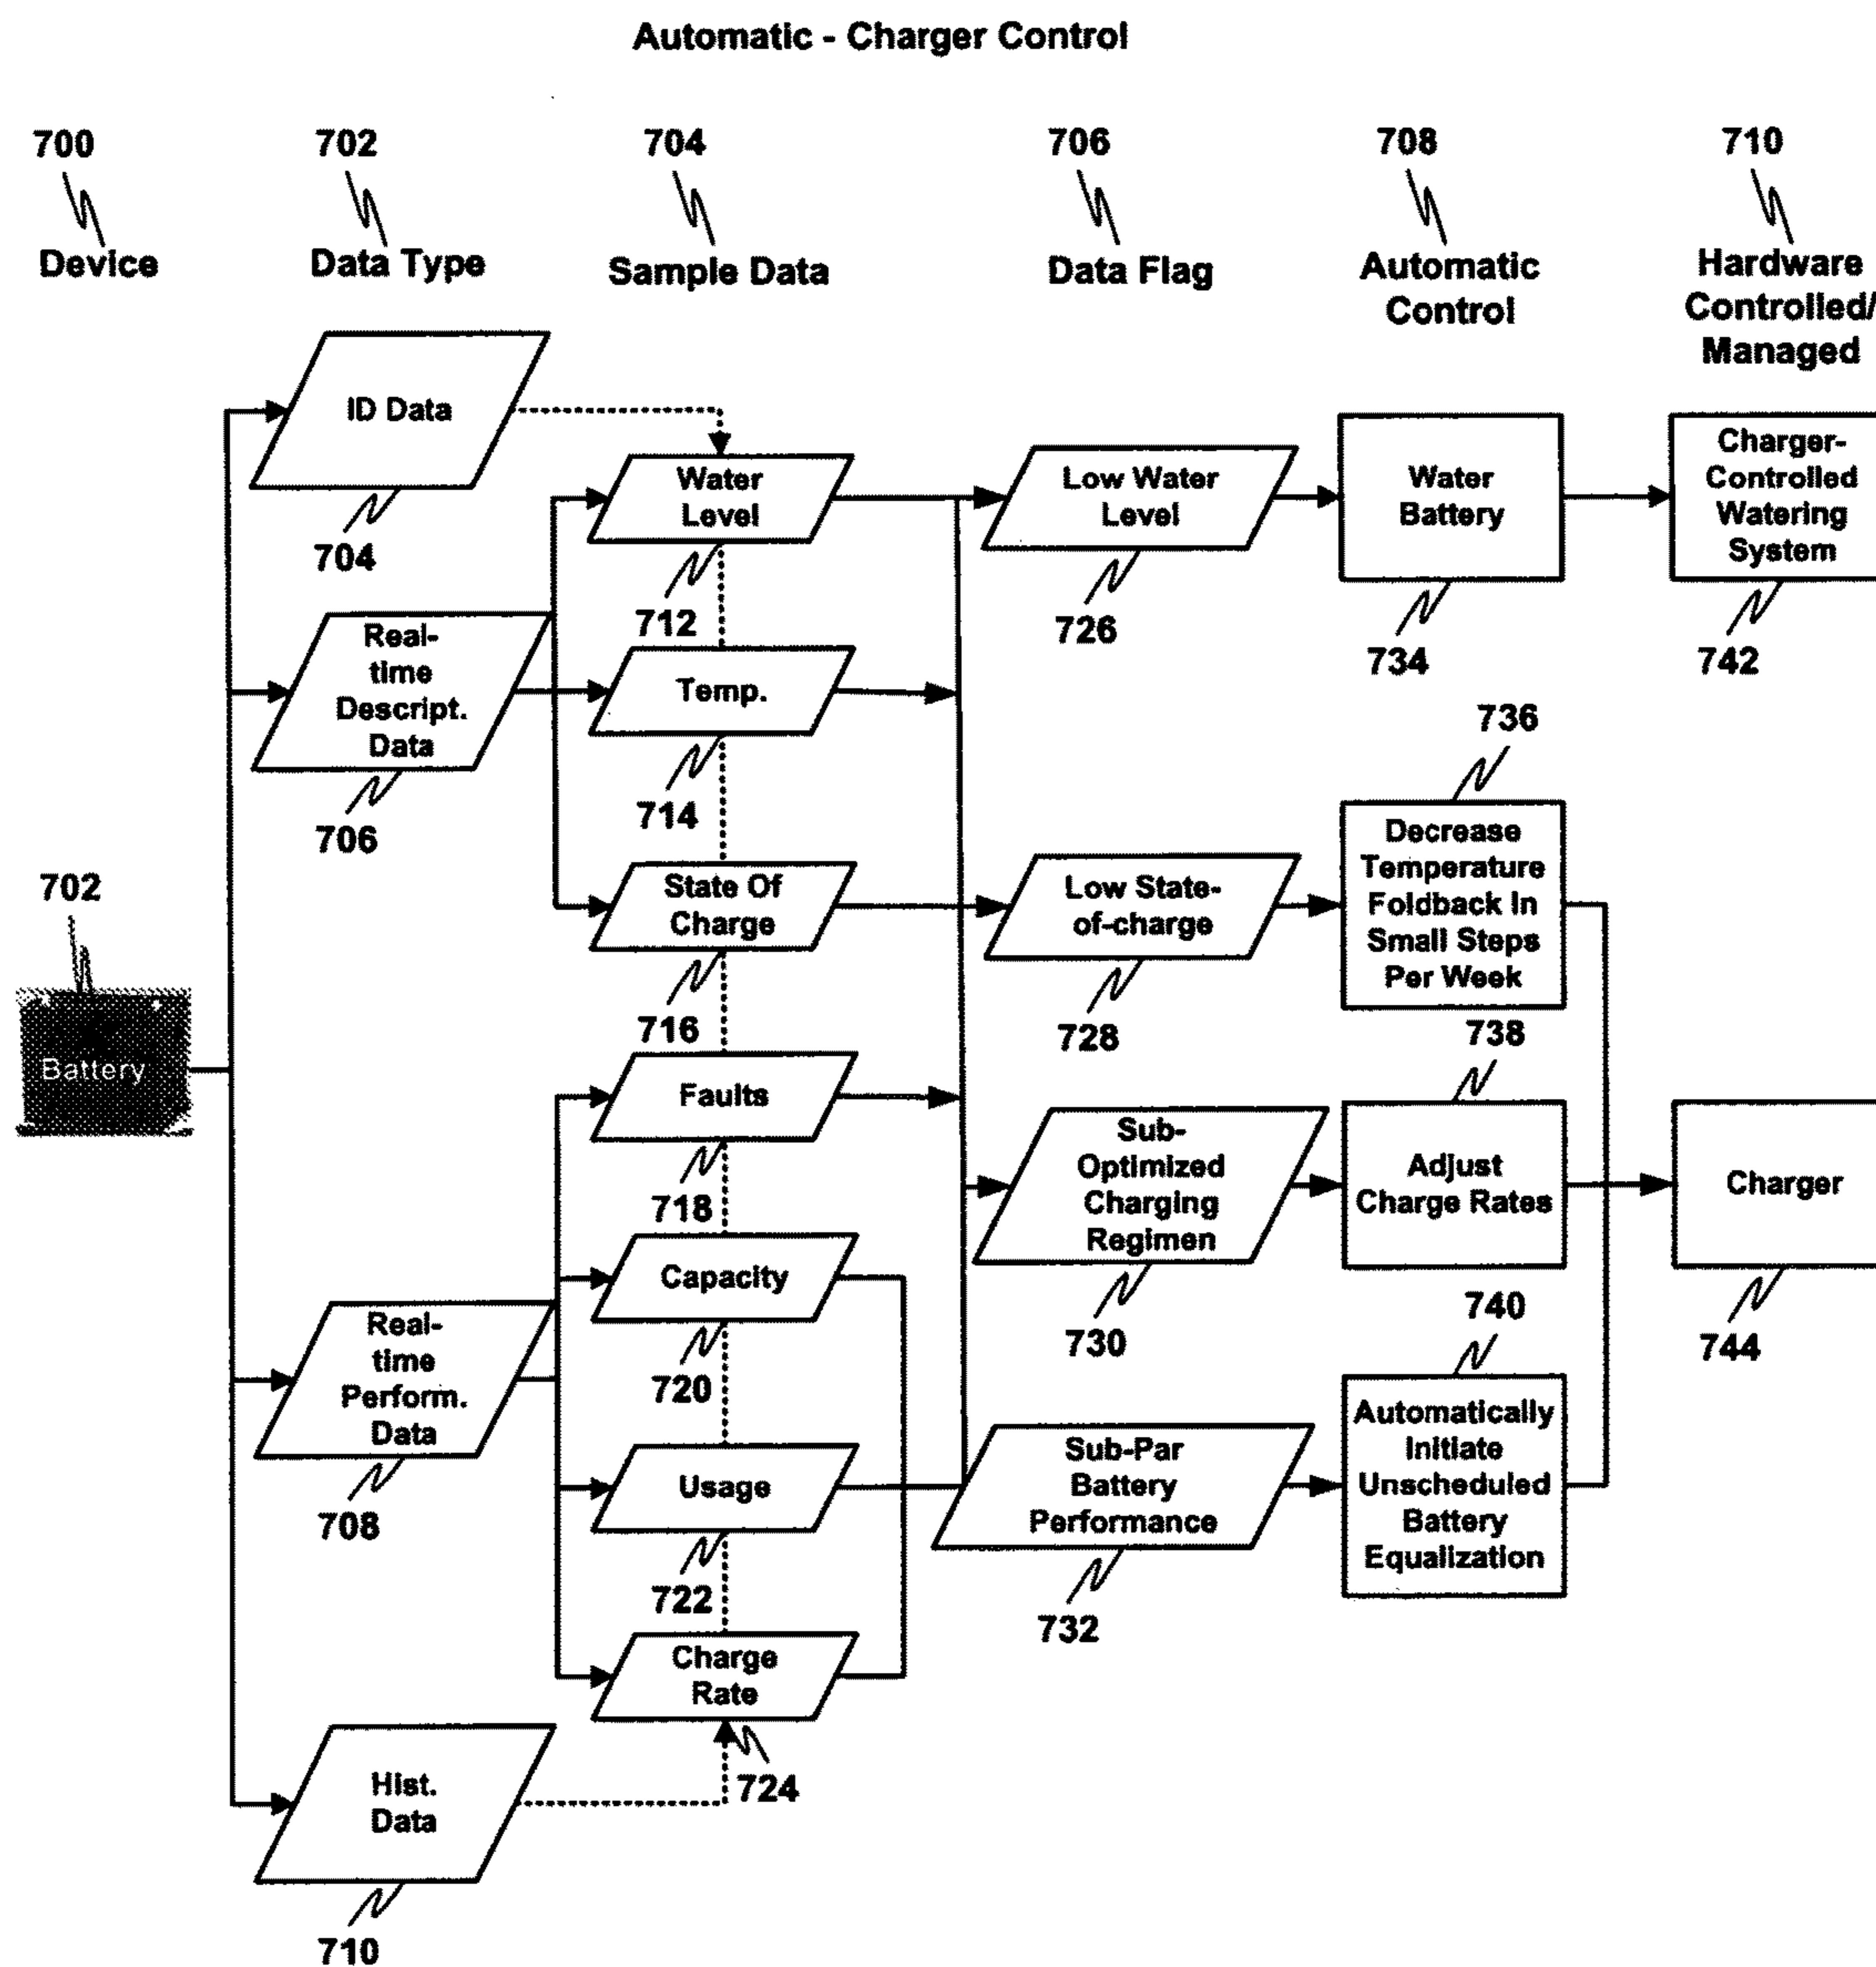 Automatic - Charger Control
700
702
704
706
708
710
Device
Data Type
Sample Data
Data Flag
Automatic
Control
Hardware
Controlled/
Managed
ID Data
704
Real-
time
Descript.
Data
706
702
Battery
Real-
time
Perform.
Data
708
Hist.
Data
710
Water
Level
712
Temp.
714
State Of
Charge
716
Faults
718
Capacity
720
Usage
722
Charge
Rate
724
Low Water
Level
726
Low State-
of-charge
728
Sub-
Optimized
Charging
Regimen
730
Sub-Par
Battery
Performance
732
Water
Battery
734
736
Decrease
Temperature
Foldback In
Small Steps
Per Week
738
Adjust
Charge Rates
740
Automatically
Initiate
Unscheduled
Battery
Equalization
Charger-
Controlled
Watering
System
742
Charger
744